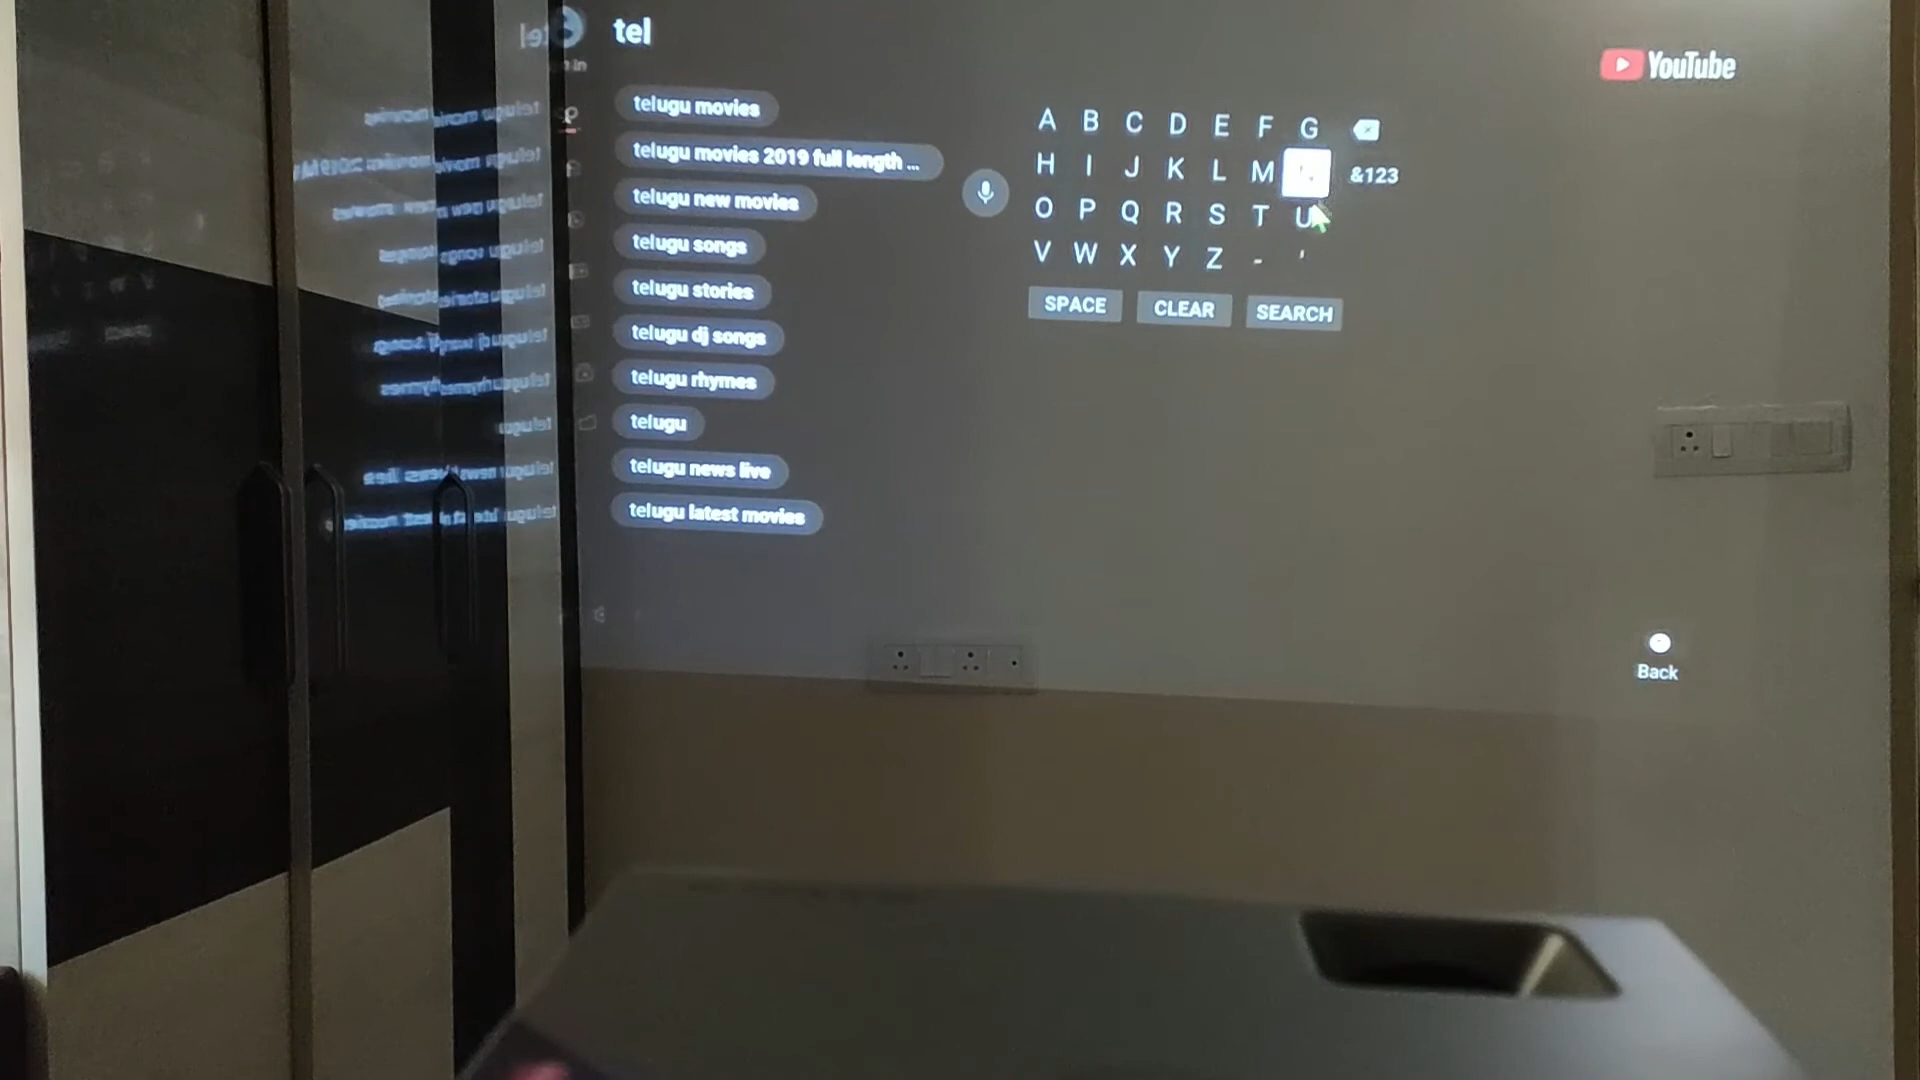 tel
YouTube
telugu movies
telugu movies 2019 full length ...
telugu new movies
telugu songs
telugu stories
telugu dj songs
telugu rhymes
telugu
telugu news live
telugu latest movies
A B C D E F G
H I J K L M &123
O P Q R S T U
V W X Y Z - '
SPACE CLEAR SEARCH
Back